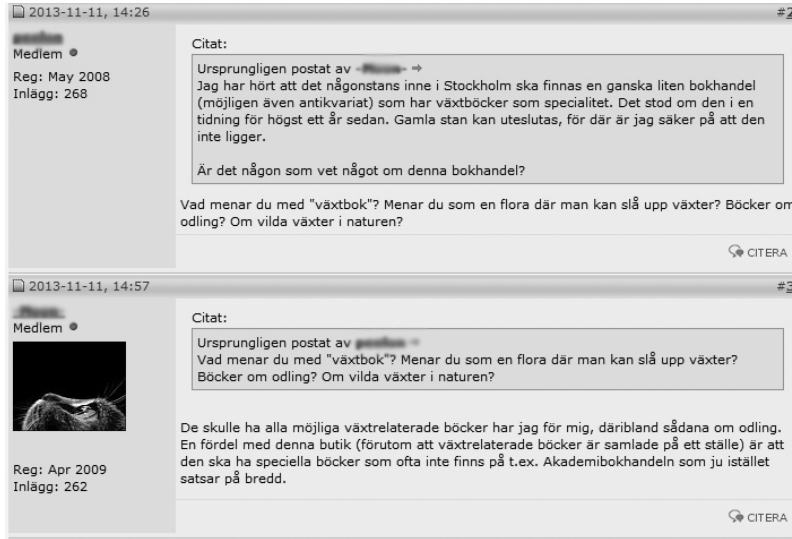 2013-11-11, 14:26
#2
Medlem
Reg: May 2008
Inlägg: 268
Citat:
Ursprungligen postat av
Jag har hört att det någonstans inne i Stockholm ska finnas en ganska liten bokhandel
(möjligen även antikvariat) som har växtböcker som specialitet. Det stod om den i en
tidning för högst ett år sedan. Gamla stan kan uteslutas, för där är jag säker på att den
inte ligger.
Är det någon som vet något om denna bokhandel?
Vad menar du med "växtbok"? Menar du som en flora där man kan slå upp växter? Böcker om
odling? Om vilda växter i naturen?
CITERA
2013-11-11, 14:57
#3
Medlem
Reg: Apr 2009
Inlägg: 262
Citat:
Ursprungligen postat av
Vad menar du med "växtbok"? Menar du som en flora där man kan slå upp växter?
Böcker om odling? Om vilda växter i naturen?
De skulle ha alla möjliga växtrelaterade böcker har jag för mig, däribland sådana om odling.
En fördel med denna butik (förutom att växtrelaterade böcker är samlade på ett ställe) är att
den ska ha speciella böcker som ofta inte finns på t.ex. Akademibokhandeln som ju istället
satsar på bredd.
CITERA